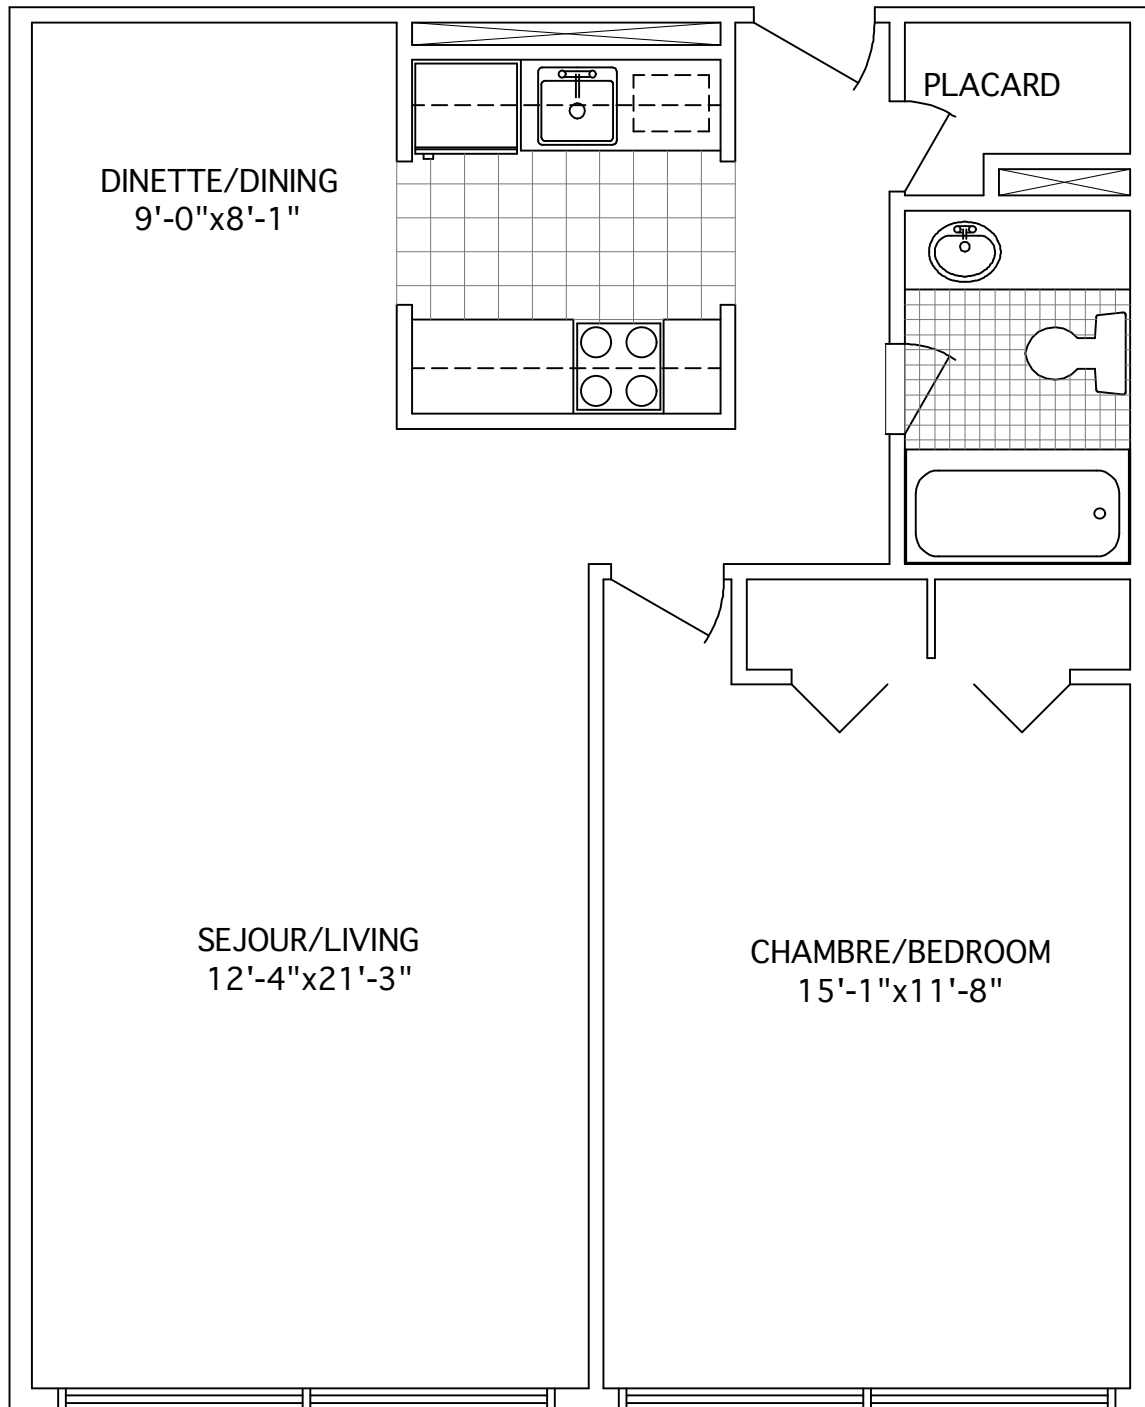 PLACARD
DINETTE/DINING
9'-0"x8'-1"
SEJOUR/LIVING
12'-4"x21'-3"
CHAMBRE/BEDROOM
15'-1"x11'-8"